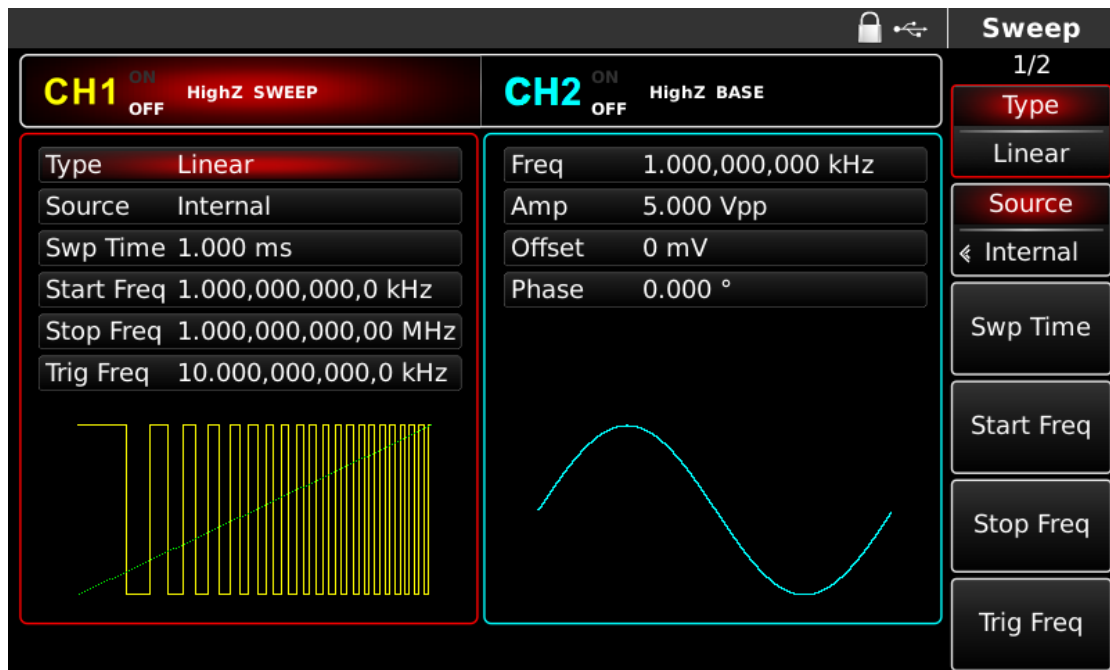 Sweep
1/2
CH1 ON OFF HighZ SWEEP
CH2 ON OFF HighZ BASE
Type Linear
Source Internal
Swp Time 1.000 ms
Start Freq 1.000,000,000,0 kHz
Stop Freq 1.000,000,000,00 MHz
Trig Freq 10.000,000,000,0 kHz
Freq 1.000,000,000 kHz
Amp 5.000 Vpp
Offset 0 mV
Phase 0.000 °
Type
Linear
Source
Internal
Swp Time
Start Freq
Stop Freq
Trig Freq